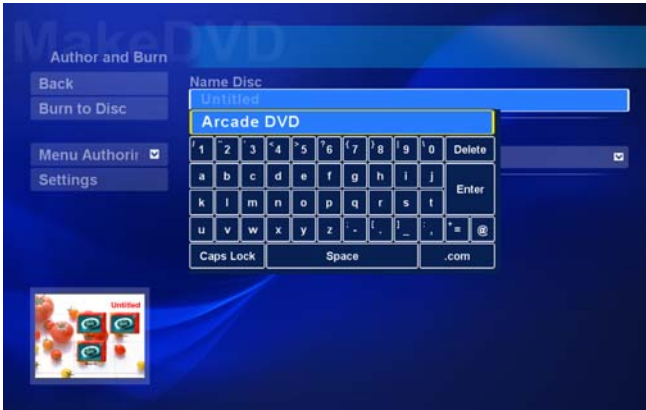 MakeDVD
Author and Burn
Back
Name Disc
Untitled
Burn to Disc
Arcade DVD
1 2 3 4 5 6 7 8 9 0 Delete
Menu Authorin
a b c d e f g h i j
Enter
Settings
k l m n o p q r s t
u v w x y z - . _ , = @
Caps Lock Space .com
Untitled